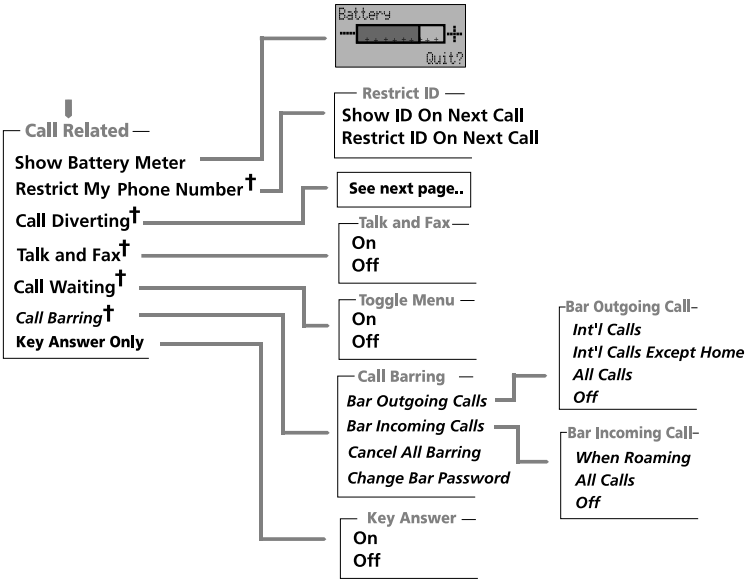 Battery
Quit?
Call Related
Show Battery Meter
Restrict My Phone Number†
Call Diverting†
Talk and Fax†
Call Waiting†
Call Barring†
Key Answer Only
Restrict ID
Show ID On Next Call
Restrict ID On Next Call
See next page..
Talk and Fax
On
Off
Toggle Menu
On
Off
Call Barring
Bar Outgoing Calls
Bar Incoming Calls
Cancel All Barring
Change Bar Password
Key Answer
On
Off
Bar Outgoing Call
Int'l Calls
Int'l Calls Except Home
All Calls
Off
Bar Incoming Call
When Roaming
All Calls
Off